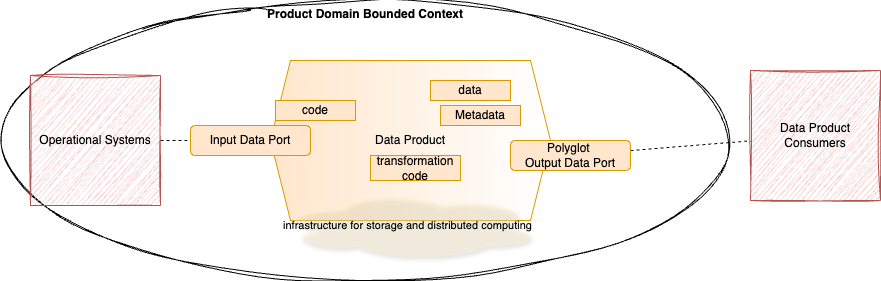 Product Domain Bounded Context
data
code
Metadata
Operational Systems
Input Data Port
Data Product
Polyglot
Output Data Port
Data Product
Consumers
transformation
code
infrastructure for storage and distributed computing